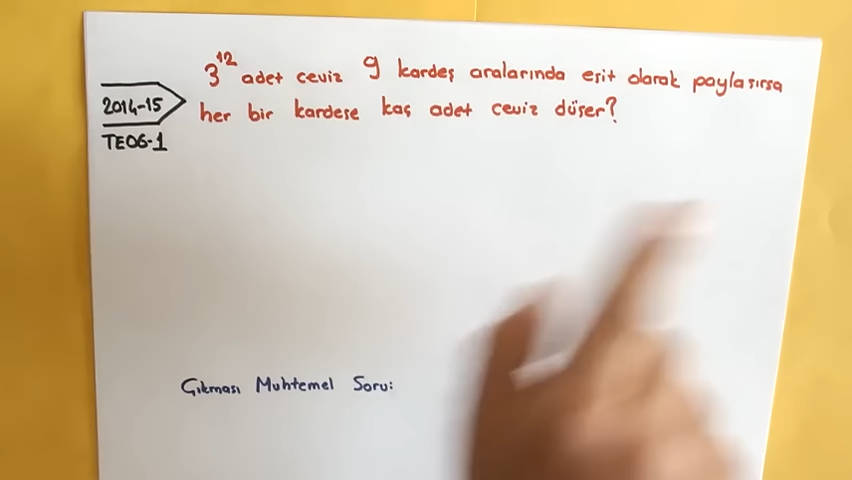 3¹² adet ceviz 9 kardeş aralarında eşit olarak paylaşırsa
her bir kardeşe kaç adet ceviz düşer?
2014-15
TEOG-1
Çıkması Muhtemel Soru: